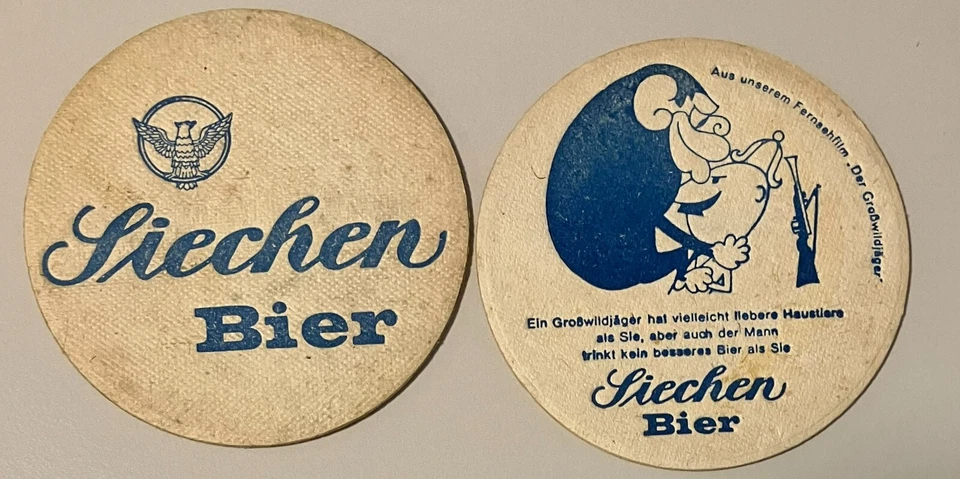 Siechen
Bier
Aus unserem Fernsehfilm „Der Großwildjäger“
Ein Großwildjäger hat vielleicht liebere Haustiere
als Sie, aber auch der Mann
trinkt kein besseres Bier als Sie
Siechen
Bier